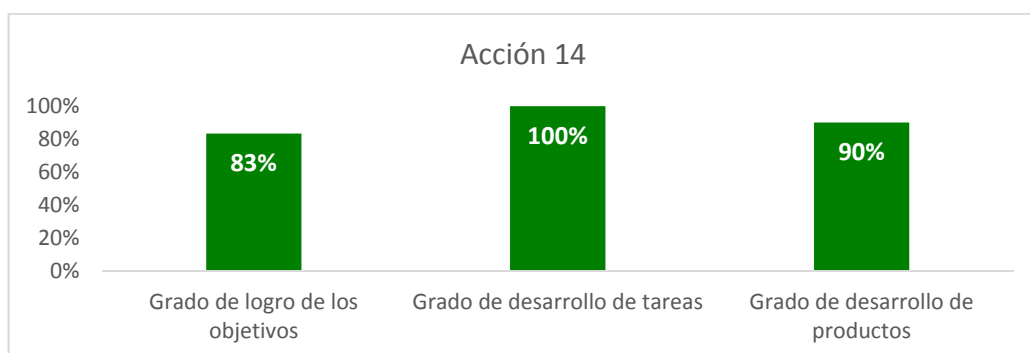 Acción 14
100%
80%
60%
40%
20%
0%
83%
100%
90%
Grado de logro de los
objetivos
Grado de desarrollo de tareas
Grado de desarrollo de
productos